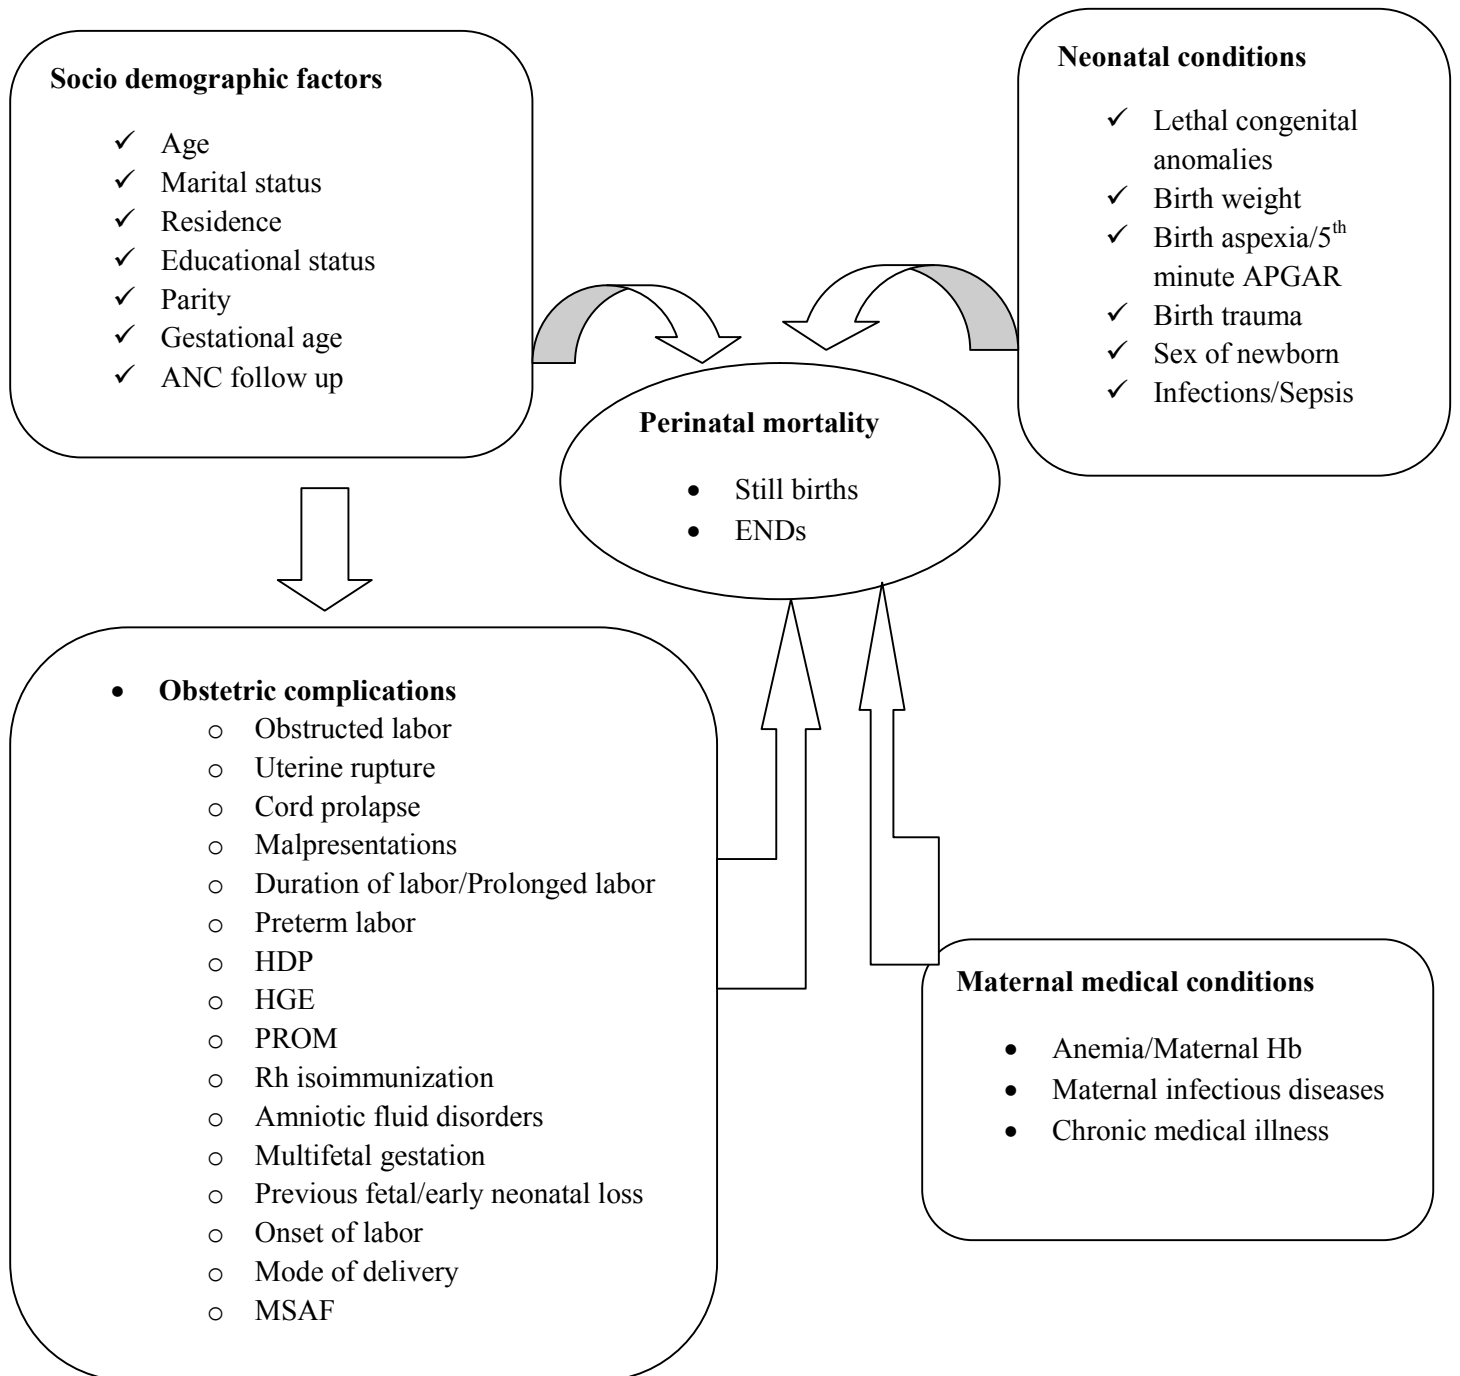 Socio demographic factors
✓ Age
✓ Marital status
✓ Residence
✓ Educational status
✓ Parity
✓ Gestational age
✓ ANC follow up
Neonatal conditions
✓ Lethal congenital
anomalies
✓ Birth weight
✓ Birth aspexia/5th
minute APGAR
✓ Birth trauma
✓ Sex of newborn
✓ Infections/Sepsis
Perinatal mortality
• Still births
• ENDs
• Obstetric complications
o Obstructed labor
o Uterine rupture
o Cord prolapse
o Malpresentations
o Duration of labor/Prolonged labor
o Preterm labor
o HDP
o HGE
o PROM
o Rh isoimmunization
o Amniotic fluid disorders
o Multifetal gestation
o Previous fetal/early neonatal loss
o Onset of labor
o Mode of delivery
o MSAF
Maternal medical conditions
• Anemia/Maternal Hb
• Maternal infectious diseases
• Chronic medical illness